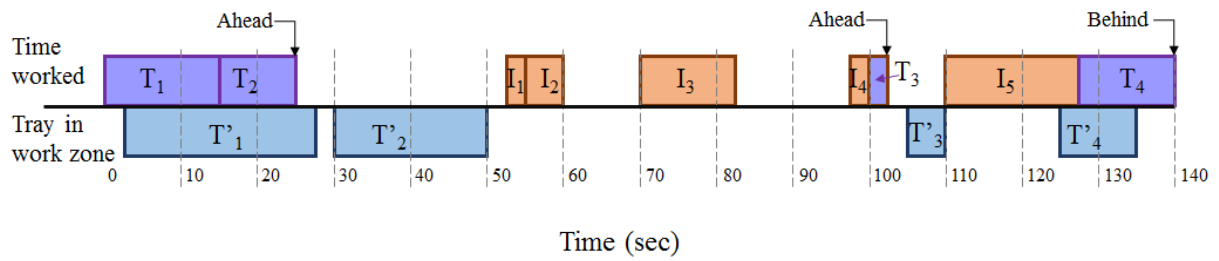 Ahead
Ahead
Behind
Time
worked
T₁
T₂
I₁
I₂
I₃
I₄
T₃
I₅
T₄
Tray in
work zone
T'₁
T'₂
T'₃
T'₄
0 10 20 30 40 50 60 70 80 90 100 110 120 130 140
Time (sec)